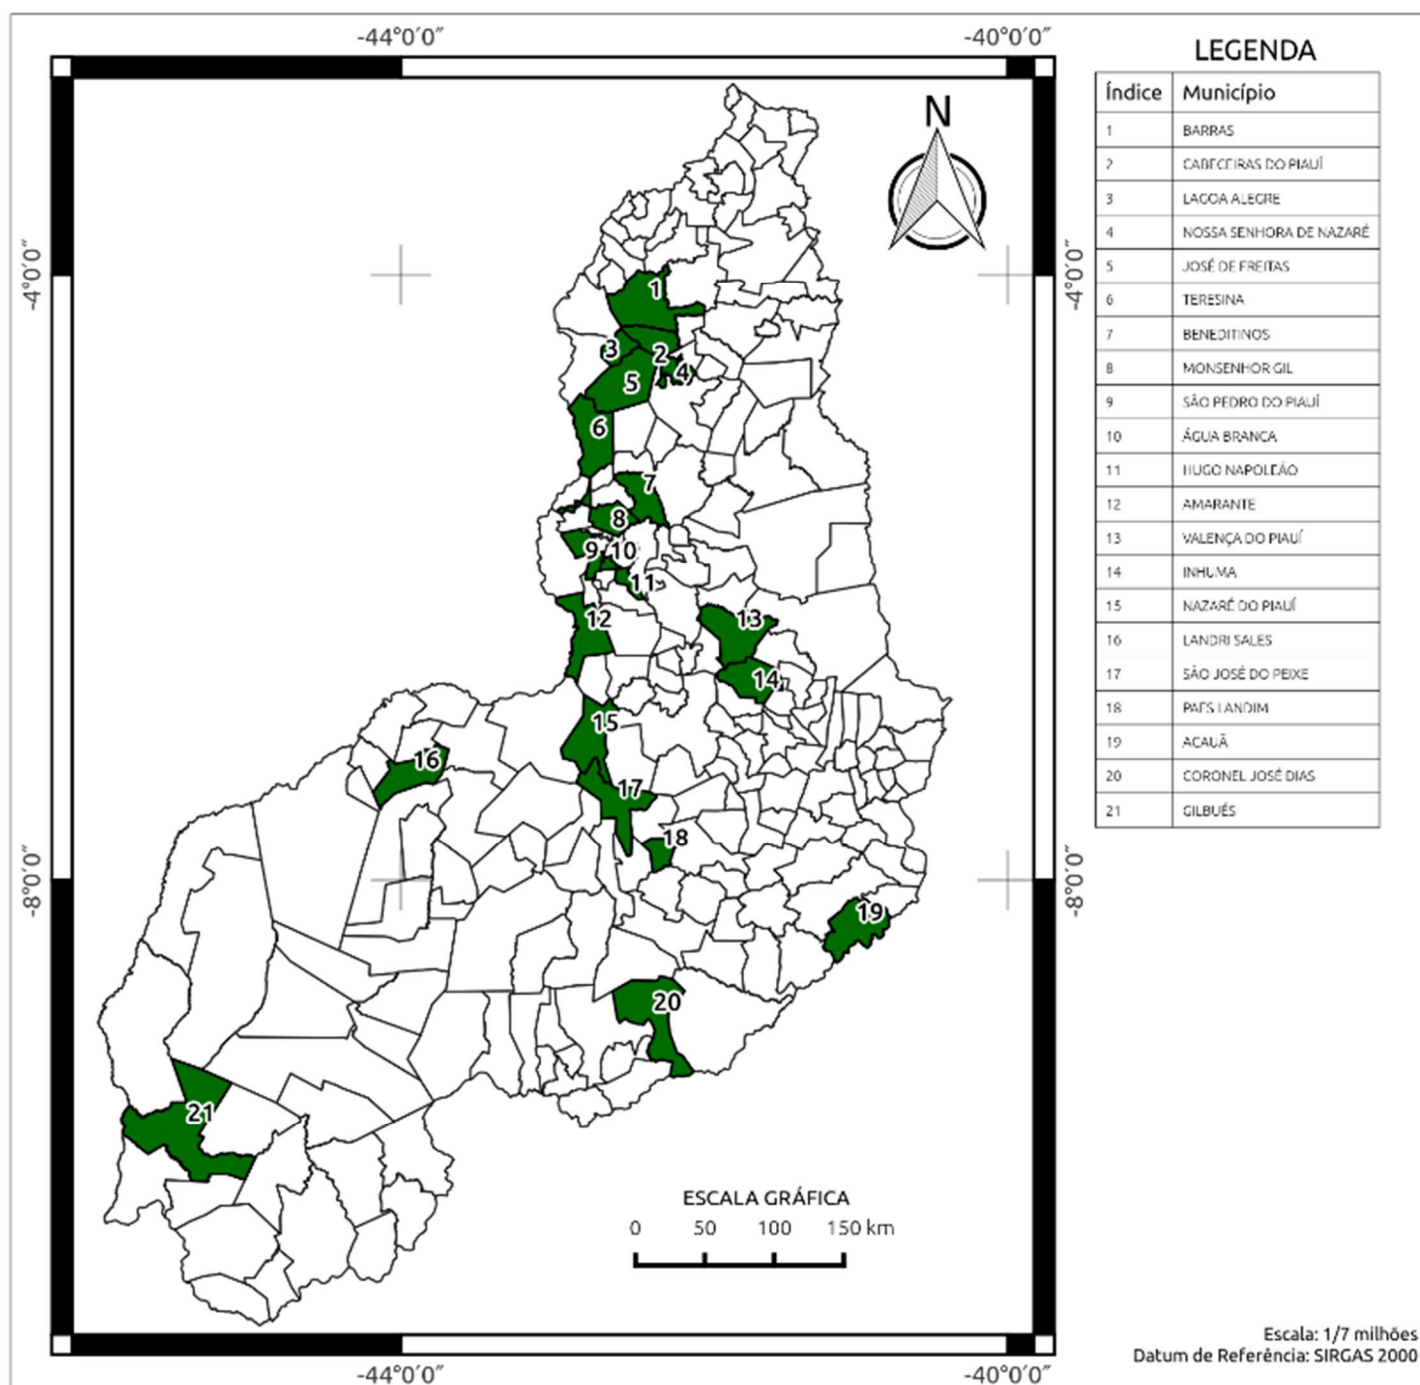 -44°0′0″ -40°0′0″
LEGENDA
Índice Município
1 BARRAS
2 CABECEIRAS DO PIAUÍ
3 LAGOA ALEGRE
4 NOSSA SENHORA DE NAZARÉ
5 JOSÉ DE FREITAS
6 TERESINA
7 BENEDITINOS
8 MONSENHOR GIL
9 SÃO PEDRO DO PIAUÍ
10 ÁGUA BRANCA
11 HUGO NAPOLEÃO
12 AMARANTE
13 VALENÇA DO PIAUÍ
14 INHUMA
15 NAZARÉ DO PIAUÍ
16 LANDRI SALES
17 SÃO JOSÉ DO PEIXE
18 PAES LANDIM
19 ACAUÃ
20 CORONEL JOSÉ DIAS
21 GILBUÉS
N
-4°0′0″ -4°0′0″
1
3
2
4
5
6
7
8
9 10
11
12
13
14
15
16
17
18
-8°0′0″ -8°0′0″
19
20
21
ESCALA GRÁFICA
0 50 100 150 km
Escala: 1/7 milhões
Datum de Referência: SIRGAS 2000
-44°0′0″ -40°0′0″